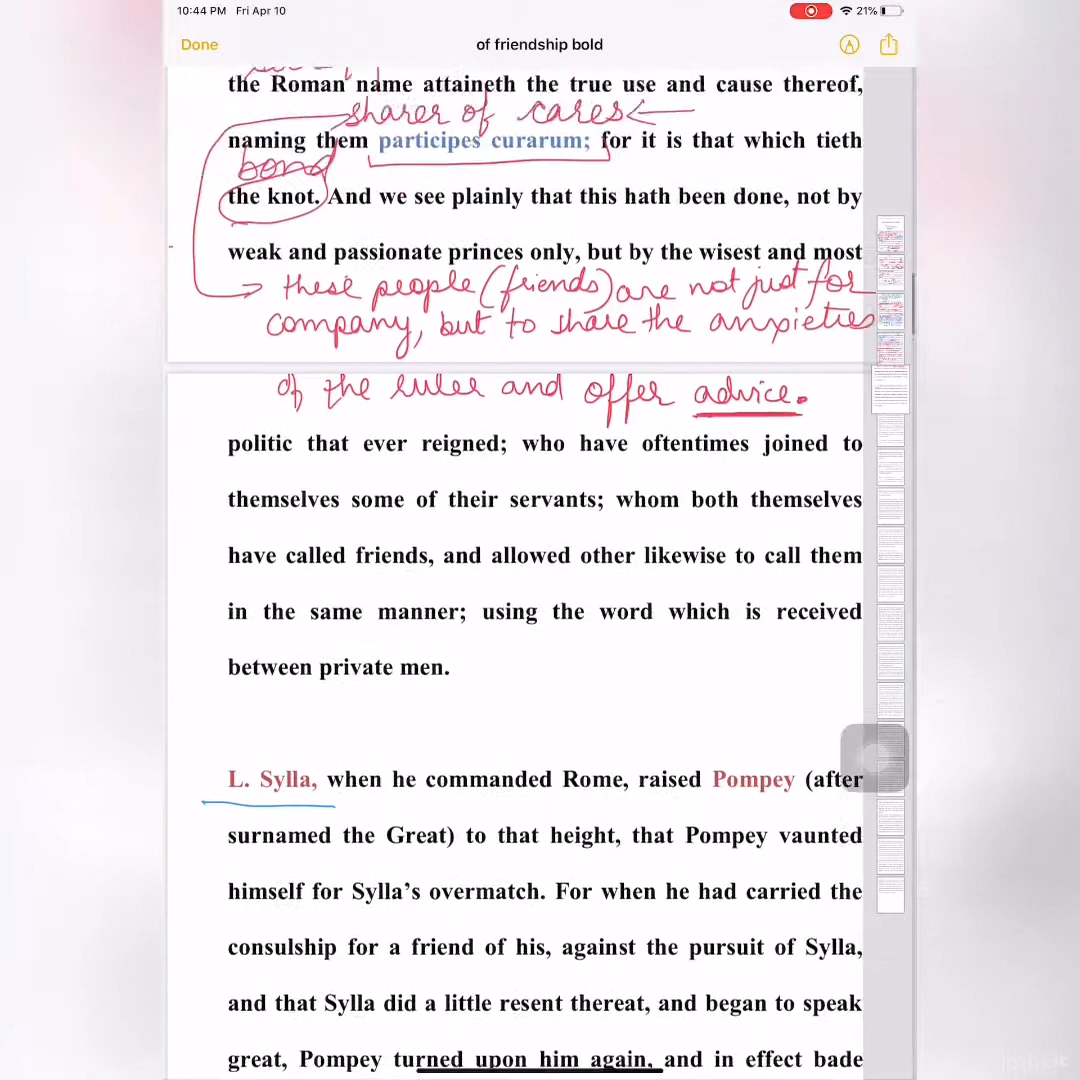 10:44 PM Fri Apr 10
21%
Done
of friendship bold
the Roman name attaineth the true use and cause thereof,
sharer of cares
naming them participes curarum; for it is that which tieth
bond
the knot. And we see plainly that this hath been done, not by
weak and passionate princes only, but by the wisest and most
these people (friends) are not just for
company, but to share the anxieties
of the ruler and offer advice.
politic that ever reigned; who have oftentimes joined to
themselves some of their servants; whom both themselves
have called friends, and allowed other likewise to call them
in the same manner; using the word which is received
between private men.
L. Sylla, when he commanded Rome, raised Pompey (after
surnamed the Great) to that height, that Pompey vaunted
himself for Sylla's overmatch. For when he had carried the
consulship for a friend of his, against the pursuit of Sylla,
and that Sylla did a little resent thereat, and began to speak
great, Pompey turned upon him again, and in effect bade